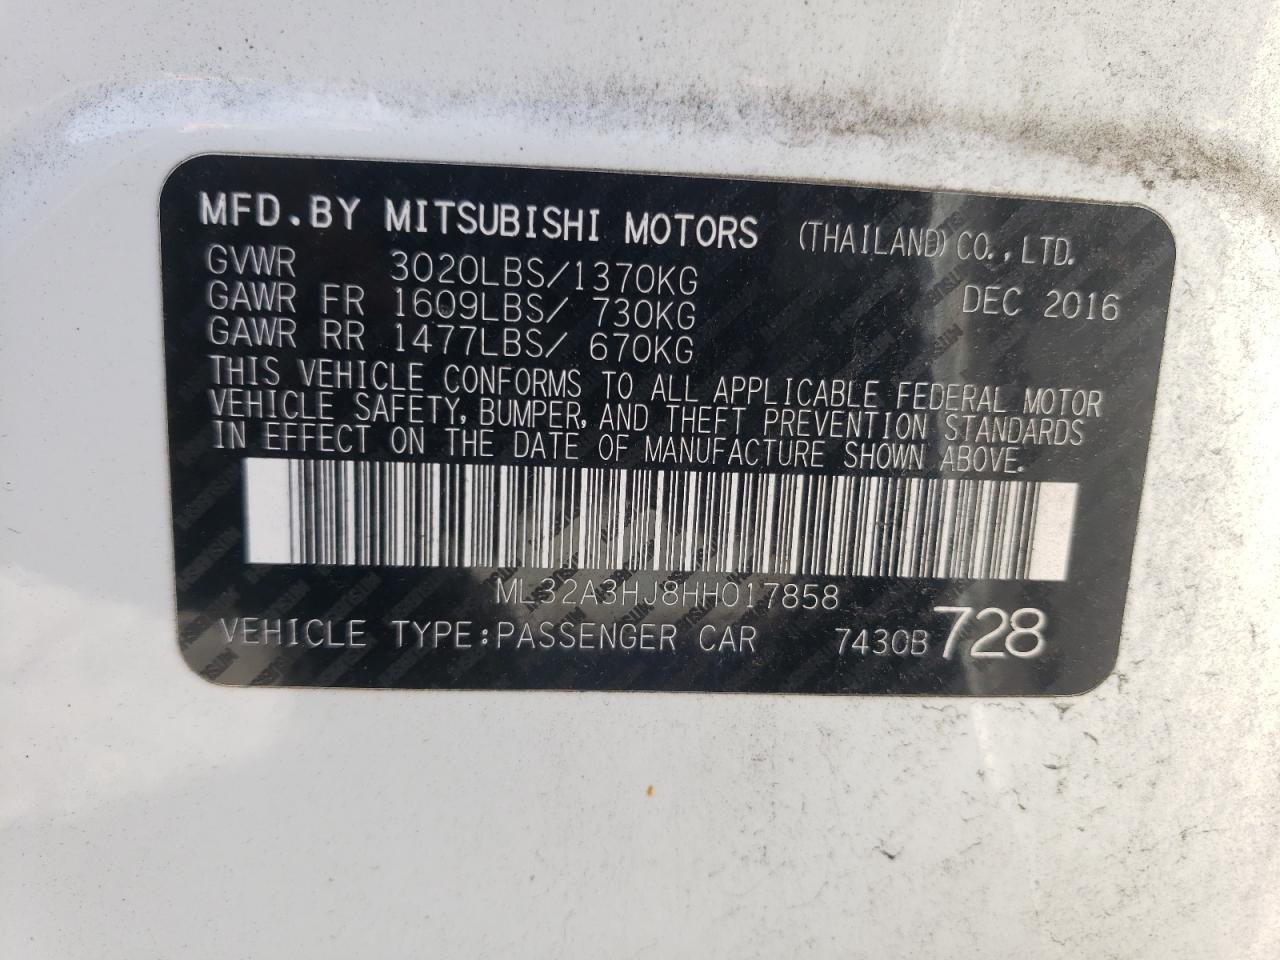 MFD.BY MITSUBISHI MOTORS (THAILAND) CO.,LTD.
GVWR 3020LBS/1370KG DEC 2016
GAWR FR 1609LBS/ 730KG
GAWR RR 1477LBS/ 670KG
THIS VEHICLE CONFORMS TO ALL APPLICABLE FEDERAL MOTOR
VEHICLE SAFETY, BUMPER, AND THEFT PREVENTION STANDARDS
IN EFFECT ON THE DATE OF MANUFACTURE SHOWN ABOVE.
ML32A3HJ8HH017858
VEHICLE TYPE:PASSENGER CAR 7430B 728